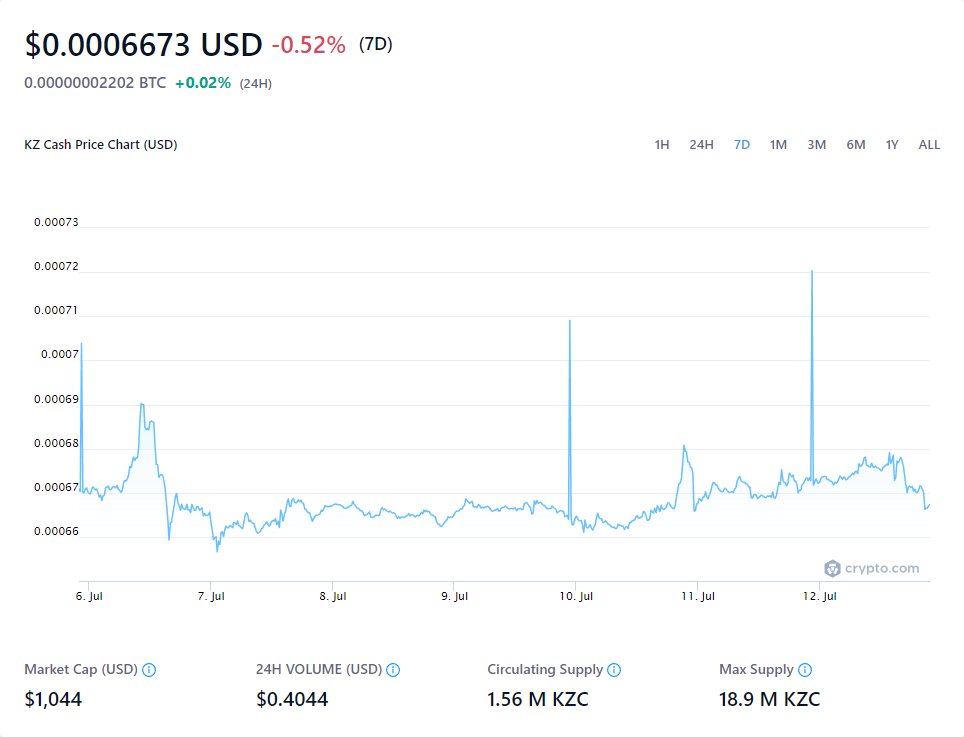 $0.0006673 USD -0.52% (7D)
0.00000002202 BTC +0.02% (24H)
KZ Cash Price Chart (USD)
1H 24H 7D 1M 3M 6M 1Y ALL
0.00073
0.00072
0.00071
0.0007
0.00069
0.00068
0.00067
0.00066
crypto.com
6. Jul 7. Jul 8. Jul 9. Jul 10. Jul 11. Jul 12. Jul
Market Cap (USD) 24H VOLUME (USD) Circulating Supply Max Supply
$1,044 $0.4044 1.56 M KZC 18.9 M KZC